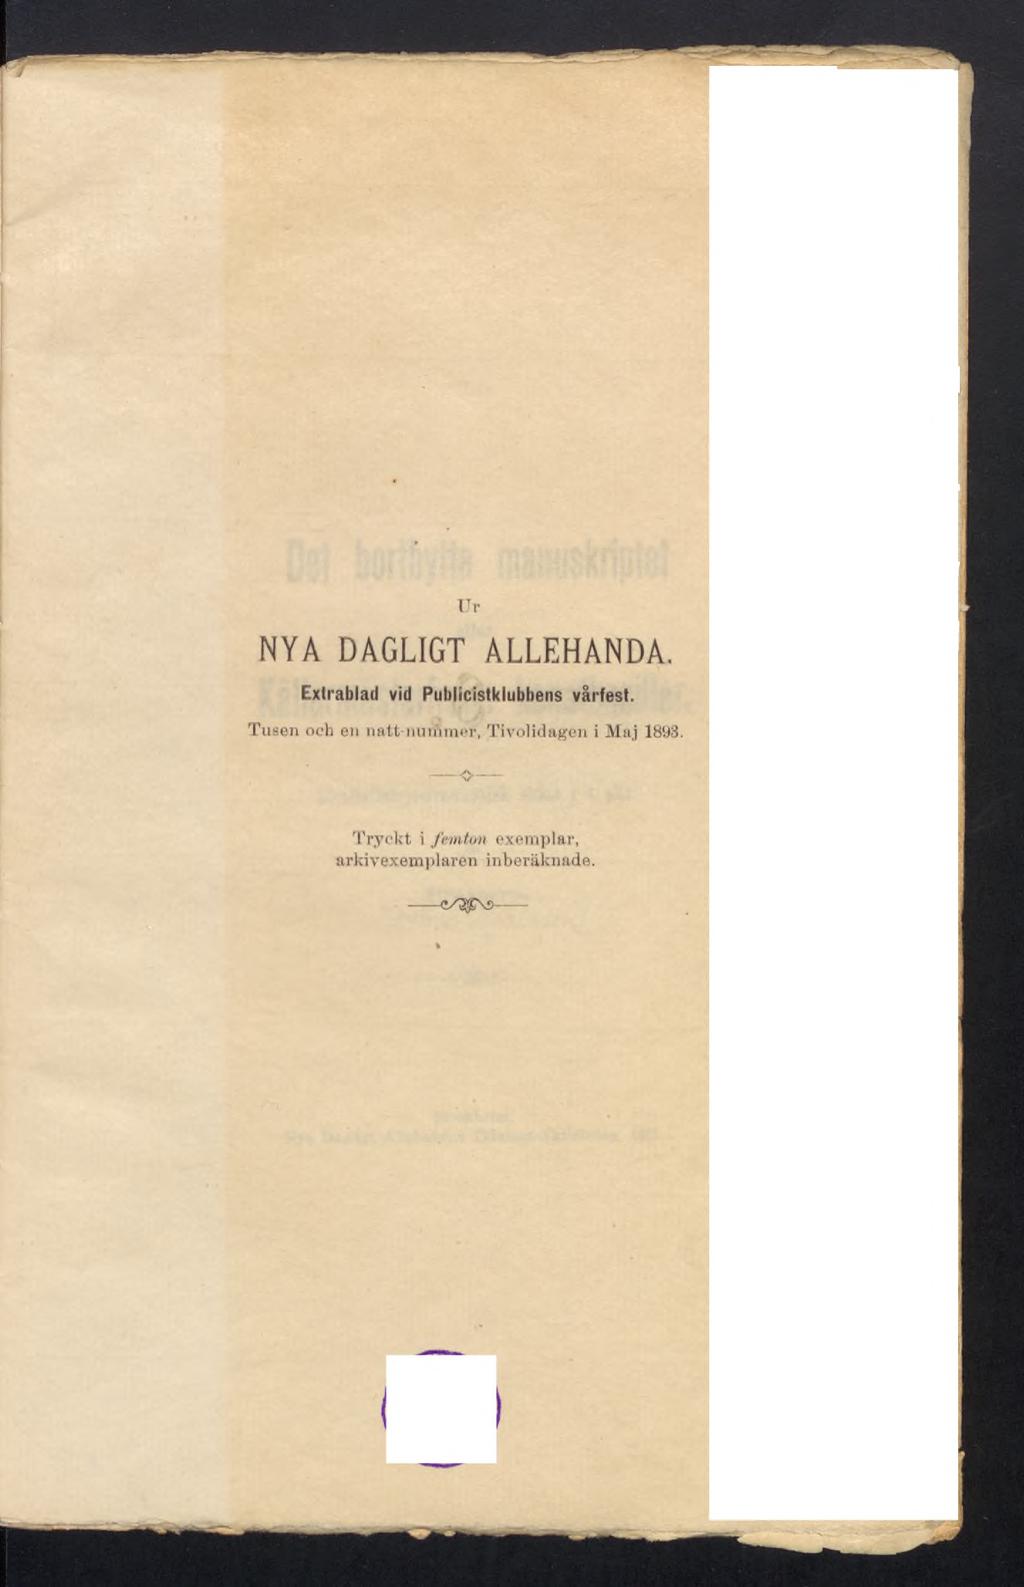 Ur
NYA DAGLIGT ALLEHANDA.
Extrablad vid Publicistklubbens vårfest.
Tusen och en natt-nummer, Tivolidagen i Maj 1893.
Tryckt i femton exemplar,
arkivexemplaren inberäknade.